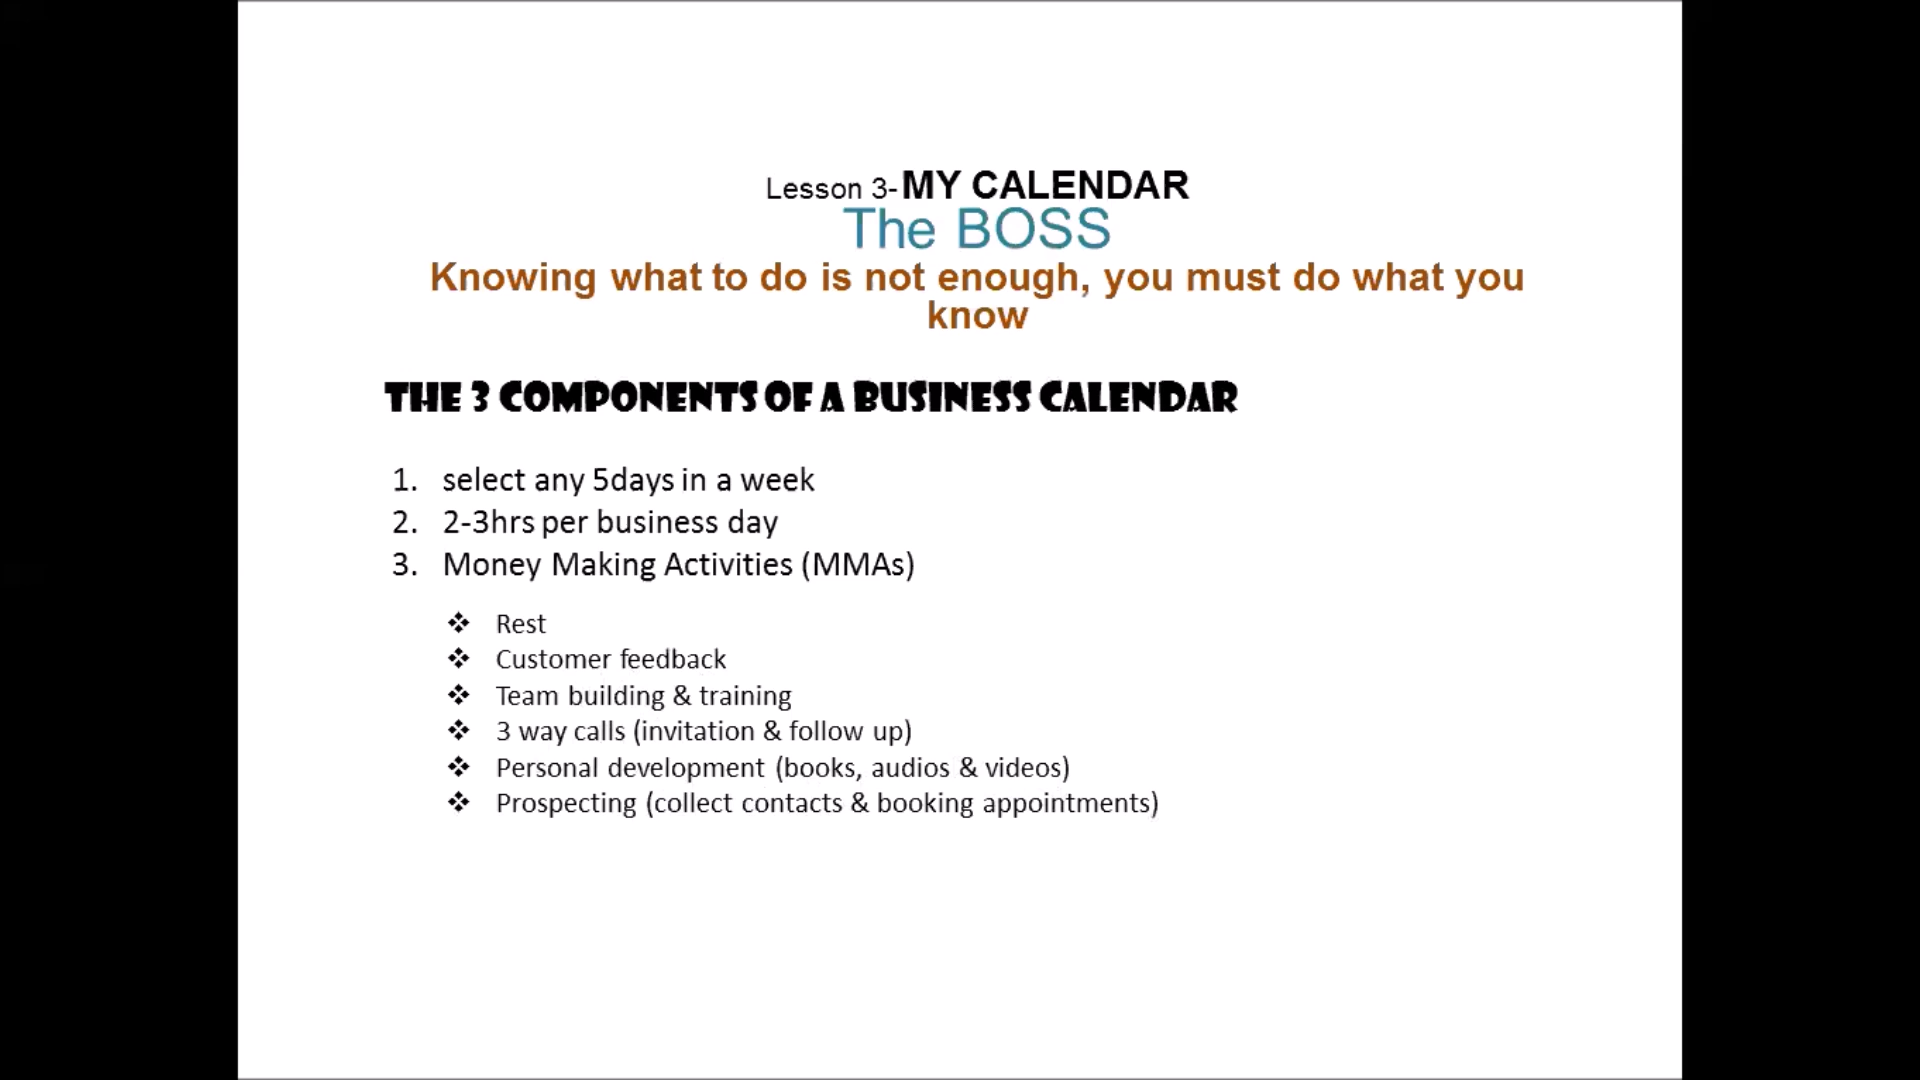 Lesson 3-MY CALENDAR
The BOSS
Knowing what to do is not enough, you must do what you
know
THE 3 COMPONENTS OF A BUSINESS CALENDAR
1. select any 5days in a week
2. 2-3hrs per business day
3. Money Making Activities (MMAs)
❖ Rest
❖ Customer feedback
❖ Team building & training
❖ 3 way calls (invitation & follow up)
❖ Personal development (books, audios & videos)
❖ Prospecting (collect contacts & booking appointments)